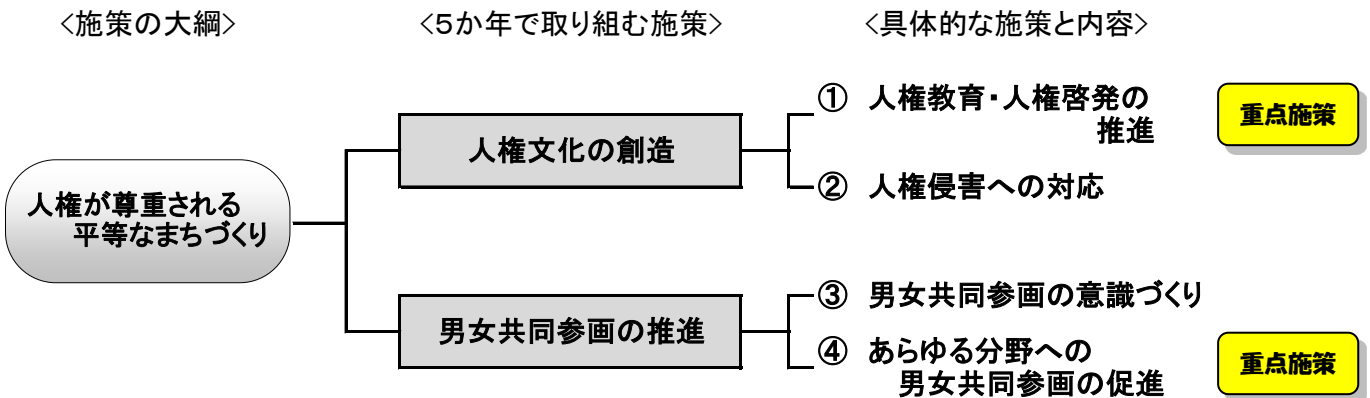 <施策の大綱>
<5か年で取り組む施策>
<具体的な施策と内容>
人権が尊重される
平等なまちづくり
人権文化の創造
① 人権教育・人権啓発の
推進
重点施策
② 人権侵害への対応
男女共同参画の推進
③ 男女共同参画の意識づくり
④ あらゆる分野への
男女共同参画の促進
重点施策